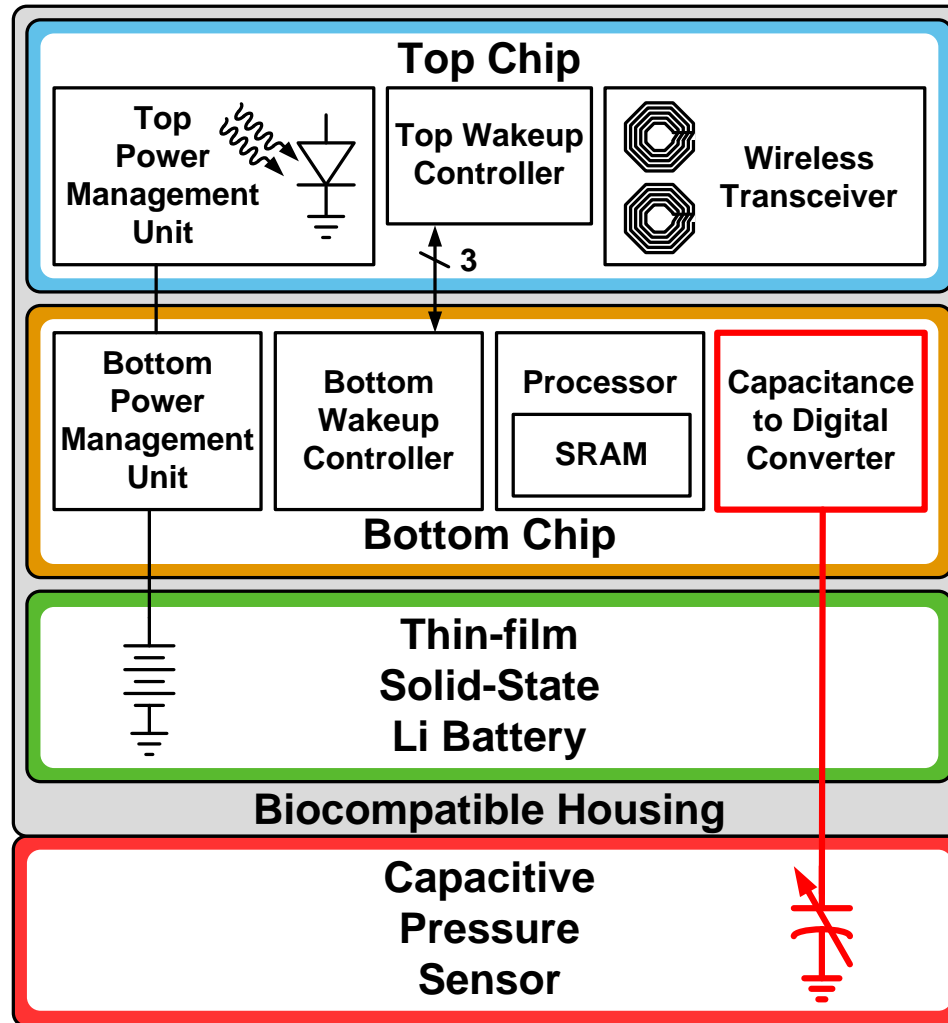 Top Chip
Top
Power
Management
Unit
Top Wakeup
Controller
Wireless
Transceiver
3
Bottom
Power
Management
Unit
Bottom
Wakeup
Controller
Processor
SRAM
Capacitance
to Digital
Converter
Bottom Chip
Thin-film
Solid-State
Li Battery
Biocompatible Housing
Capacitive
Pressure
Sensor